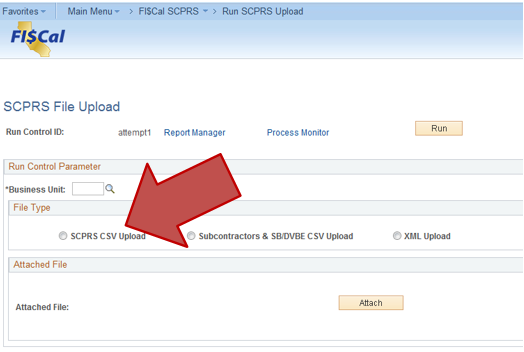 Favorites Main Menu > FI$Cal SCPRS > Run SCPRS Upload
FI$Cal
SCPRS File Upload
Run Control ID: attempt1 Report Manager Process Monitor Run
Run Control Parameter
*Business Unit:
File Type
SCPRS CSV Upload Subcontractors & SB/DVBE CSV Upload XML Upload
Attached File
Attached File: Attach